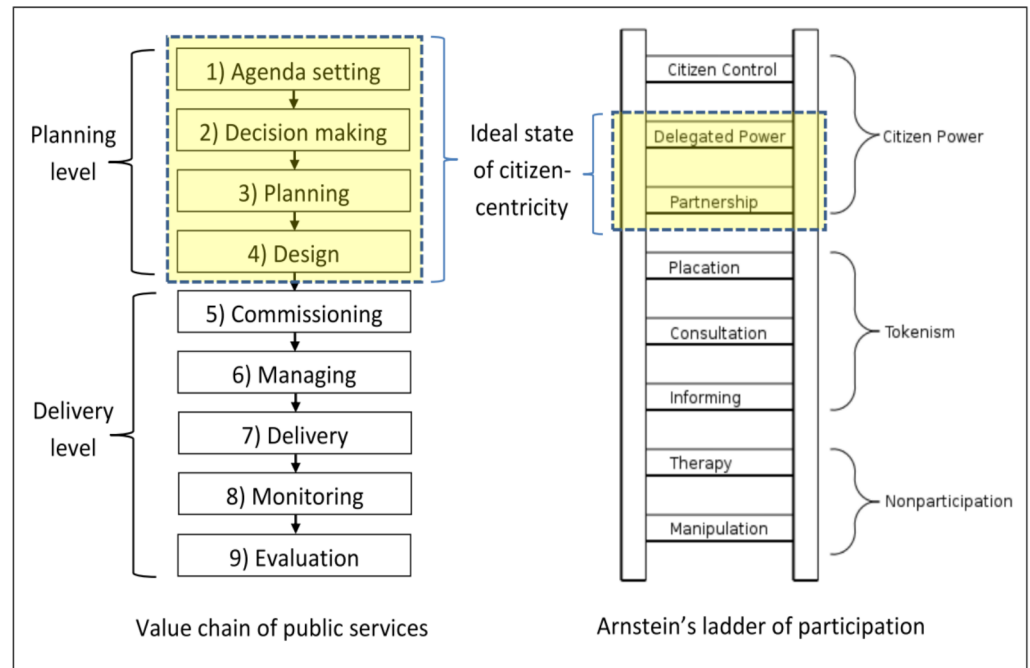 Planning
level
1) Agenda setting
2) Decision making
3) Planning
4) Design
Delivery
level
5) Commissioning
6) Managing
7) Delivery
8) Monitoring
9) Evaluation
Value chain of public services
Ideal state
of citizen-
centricity
Citizen Control
Delegated Power
Partnership
Citizen Power
Placation
Consultation
Informing
Tokenism
Therapy
Manipulation
Nonparticipation
Arnstein’s ladder of participation